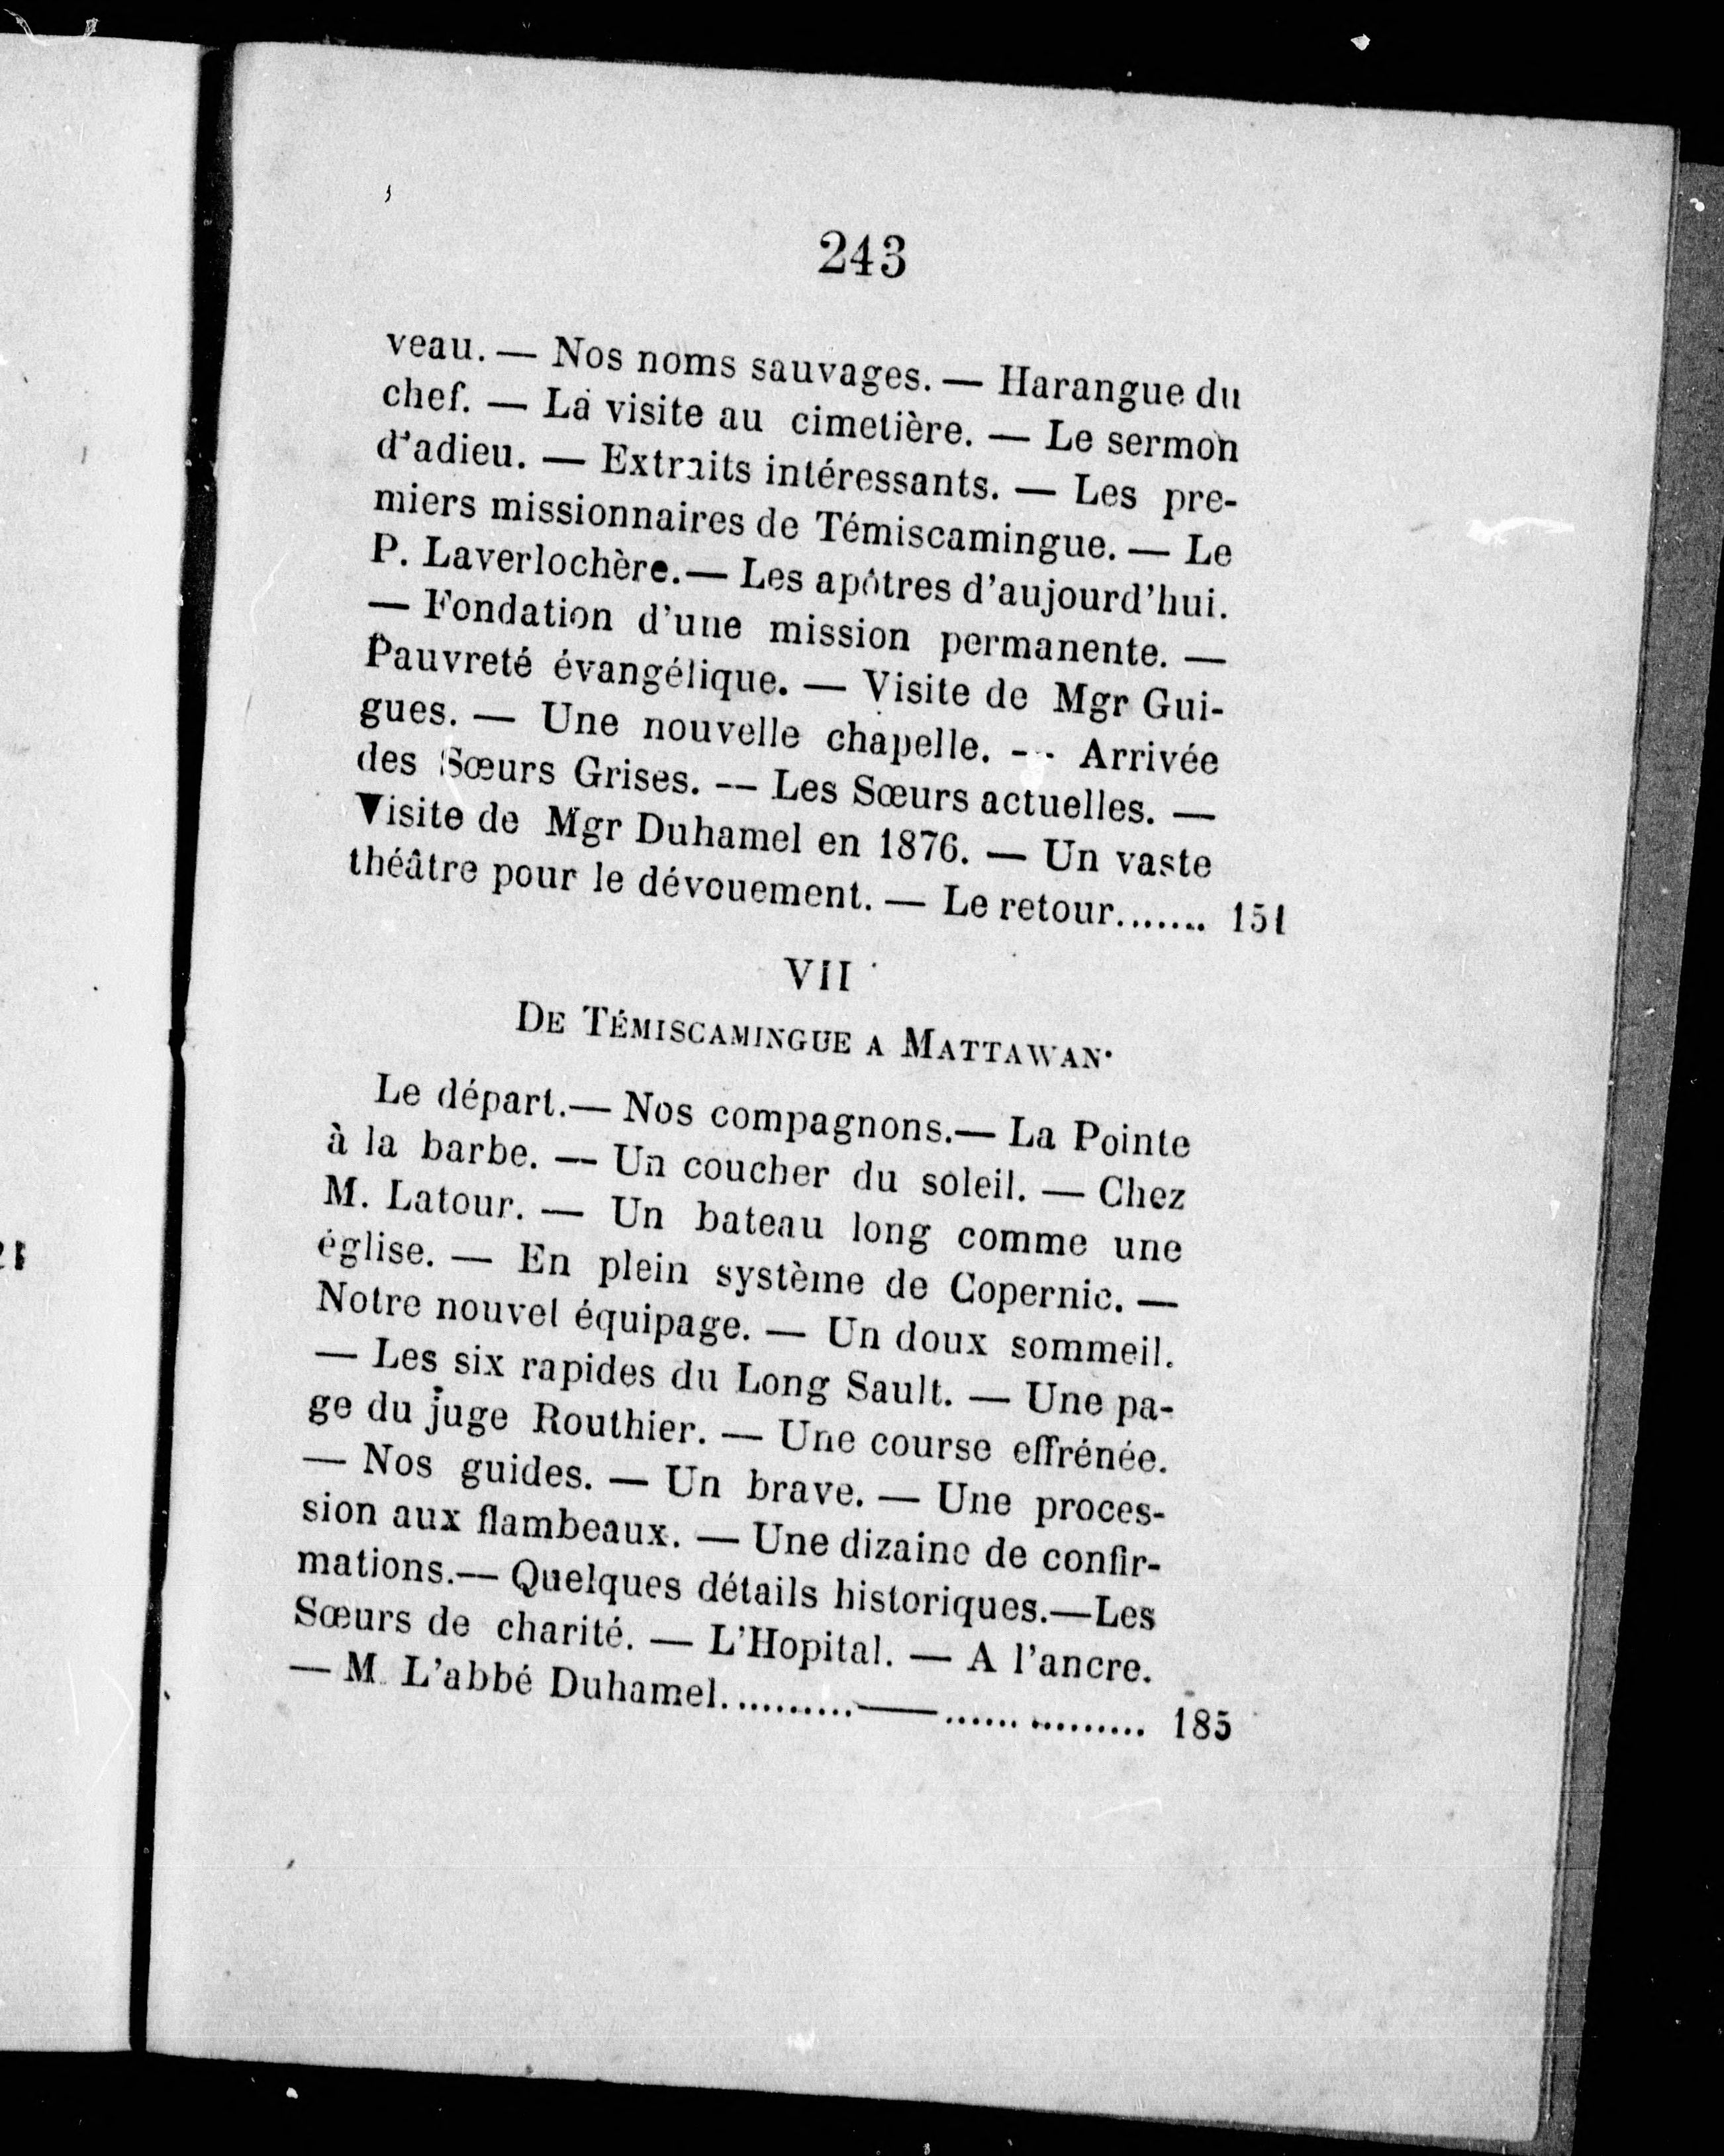 243
veau. — Nos noms sauvages. — Harangue du
chef. — La visite au cimetière. — Le sermon
d'adieu. — Extraits intéressants. — Les pre-
miers missionnaires de Témiscamingue. — Le
P. Laverlochère.— Les apôtres d'aujourd'hui.
— Fondation d'une mission permanente. —
Pauvreté évangélique. — Visite de Mgr Gui-
gues. — Une nouvelle chapelle. — Arrivée
des Sœurs Grises. — Les Sœurs actuelles. —
Visite de Mgr Duhamel en 1876. — Un vaste
théâtre pour le dévouement. — Le retour....... 151
VII
DE TÉMISCAMINGUE A MATTAWAN.
Le départ.— Nos compagnons.— La Pointe
à la barbe. — Un coucher du soleil. — Chez
M. Latour. — Un bateau long comme une
église. — En plein système de Copernic. —
Notre nouvel équipage. — Un doux sommeil.
— Les six rapides du Long Sault. — Une pa-
ge du juge Routhier. — Une course effrénée.
— Nos guides. — Un brave. — Une proces-
sion aux flambeaux. — Une dizaine de confir-
mations.— Quelques détails historiques.—Les
Sœurs de charité. — L'Hopital. — A l'ancre.
— M. L'abbé Duhamel..........—............... 185